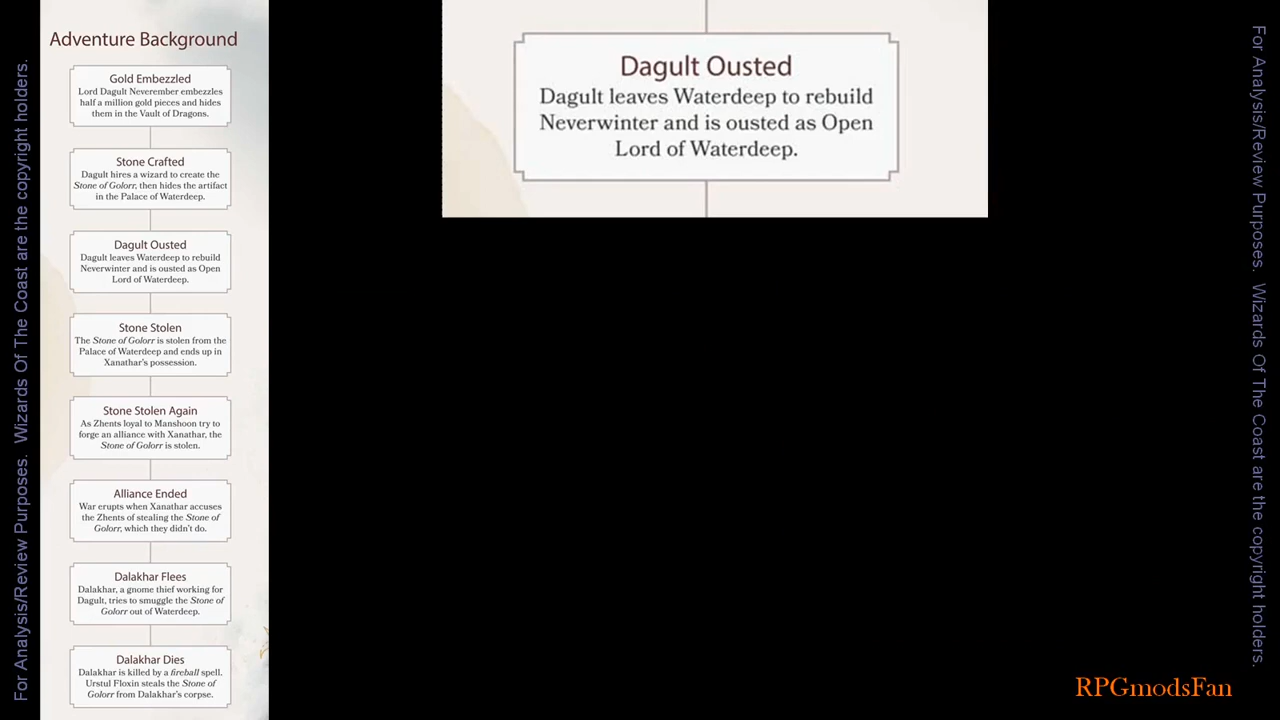 For Analysis/Review Purposes.  Wizards Of The Coast are the copyright holders.
Adventure Background
Gold Embezzled
Lord Dagult Neverember embezzles
half a million gold pieces and hides
them in the Vault of Dragons.
Stone Crafted
Dagult hires a wizard to create the
Stone of Golorr, then hides the artifact
in the Palace of Waterdeep.
Dagult Ousted
Dagult leaves Waterdeep to rebuild
Neverwinter and is ousted as Open
Lord of Waterdeep.
Stone Stolen
The Stone of Golorr is stolen from the
Palace of Waterdeep and ends up in
Xanathar's possession.
Stone Stolen Again
As Zhents loyal to Manshoon try to
forge an alliance with Xanathar, the
Stone of Golorr is stolen.
Alliance Ended
War erupts when Xanathar accuses
the Zhents of stealing the Stone of
Golorr, which they didn't do.
Dalakhar Flees
Dalakhar, a gnome thief working for
Dagult, tries to smuggle the Stone of
Golorr out of Waterdeep.
Dalakhar Dies
Dalakhar is killed by a fireball spell.
Urstul Floxin steals the Stone of
Golorr from Dalakhar's corpse.
Dagult Ousted
Dagult leaves Waterdeep to rebuild
Neverwinter and is ousted as Open
Lord of Waterdeep.
For Analysis/Review Purposes.  Wizards Of The Coast are the copyright holders.
RPGmodsFan